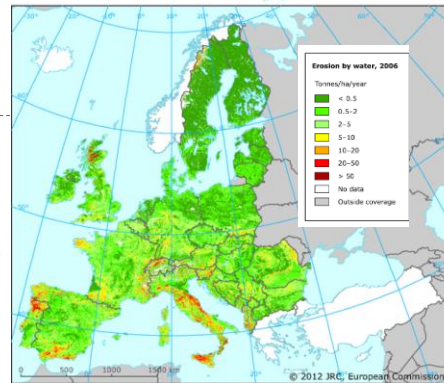 Erosion by water, 2006
Tonnes/ha/year
< 0.5
0.5–2
2–5
5–10
10–20
20–50
> 50
No data
Outside coverage
0 500 1000 1500 km
© 2012 JRC, European Commission